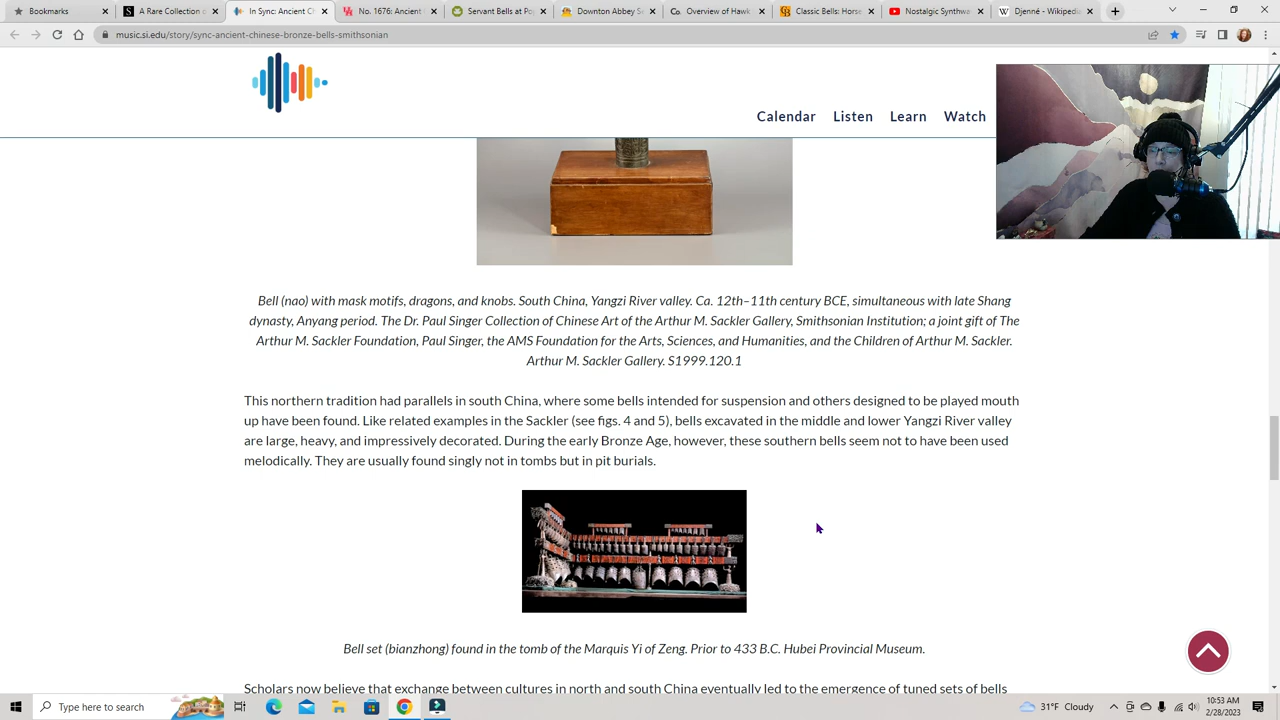 Bookmarks
A Rare Collection o
In Sync: Ancient Ch
No. 1676: Ancient B
Servant Bells at Pe
Downton Abbey S
Co. Overview of Hawk
Classic Bells: Horse
Nostalgic Synthwa
Djenné - Wikipedi
music.si.edu/story/sync-ancient-chinese-bronze-bells-smithsonian
Calendar Listen Learn Watch
Bell (nao) with mask motifs, dragons, and knobs. South China, Yangzi River valley. Ca. 12th–11th century BCE, simultaneous with late Shang
dynasty, Anyang period. The Dr. Paul Singer Collection of Chinese Art of the Arthur M. Sackler Gallery, Smithsonian Institution; a joint gift of The
Arthur M. Sackler Foundation, Paul Singer, the AMS Foundation for the Arts, Sciences, and Humanities, and the Children of Arthur M. Sackler.
Arthur M. Sackler Gallery. S1999.120.1
This northern tradition had parallels in south China, where some bells intended for suspension and others designed to be played mouth
up have been found. Like related examples in the Sackler (see figs. 4 and 5), bells excavated in the middle and lower Yangzi River valley
are large, heavy, and impressively decorated. During the early Bronze Age, however, these southern bells seem not to have been used
melodically. They are usually found singly not in tombs but in pit burials.
Bell set (bianzhong) found in the tomb of the Marquis Yi of Zeng. Prior to 433 B.C. Hubei Provincial Museum.
Scholars now believe that exchange between cultures in north and south China eventually led to the emergence of tuned sets of bells
Type here to search
31°F Cloudy
10:53 AM
2/28/2023